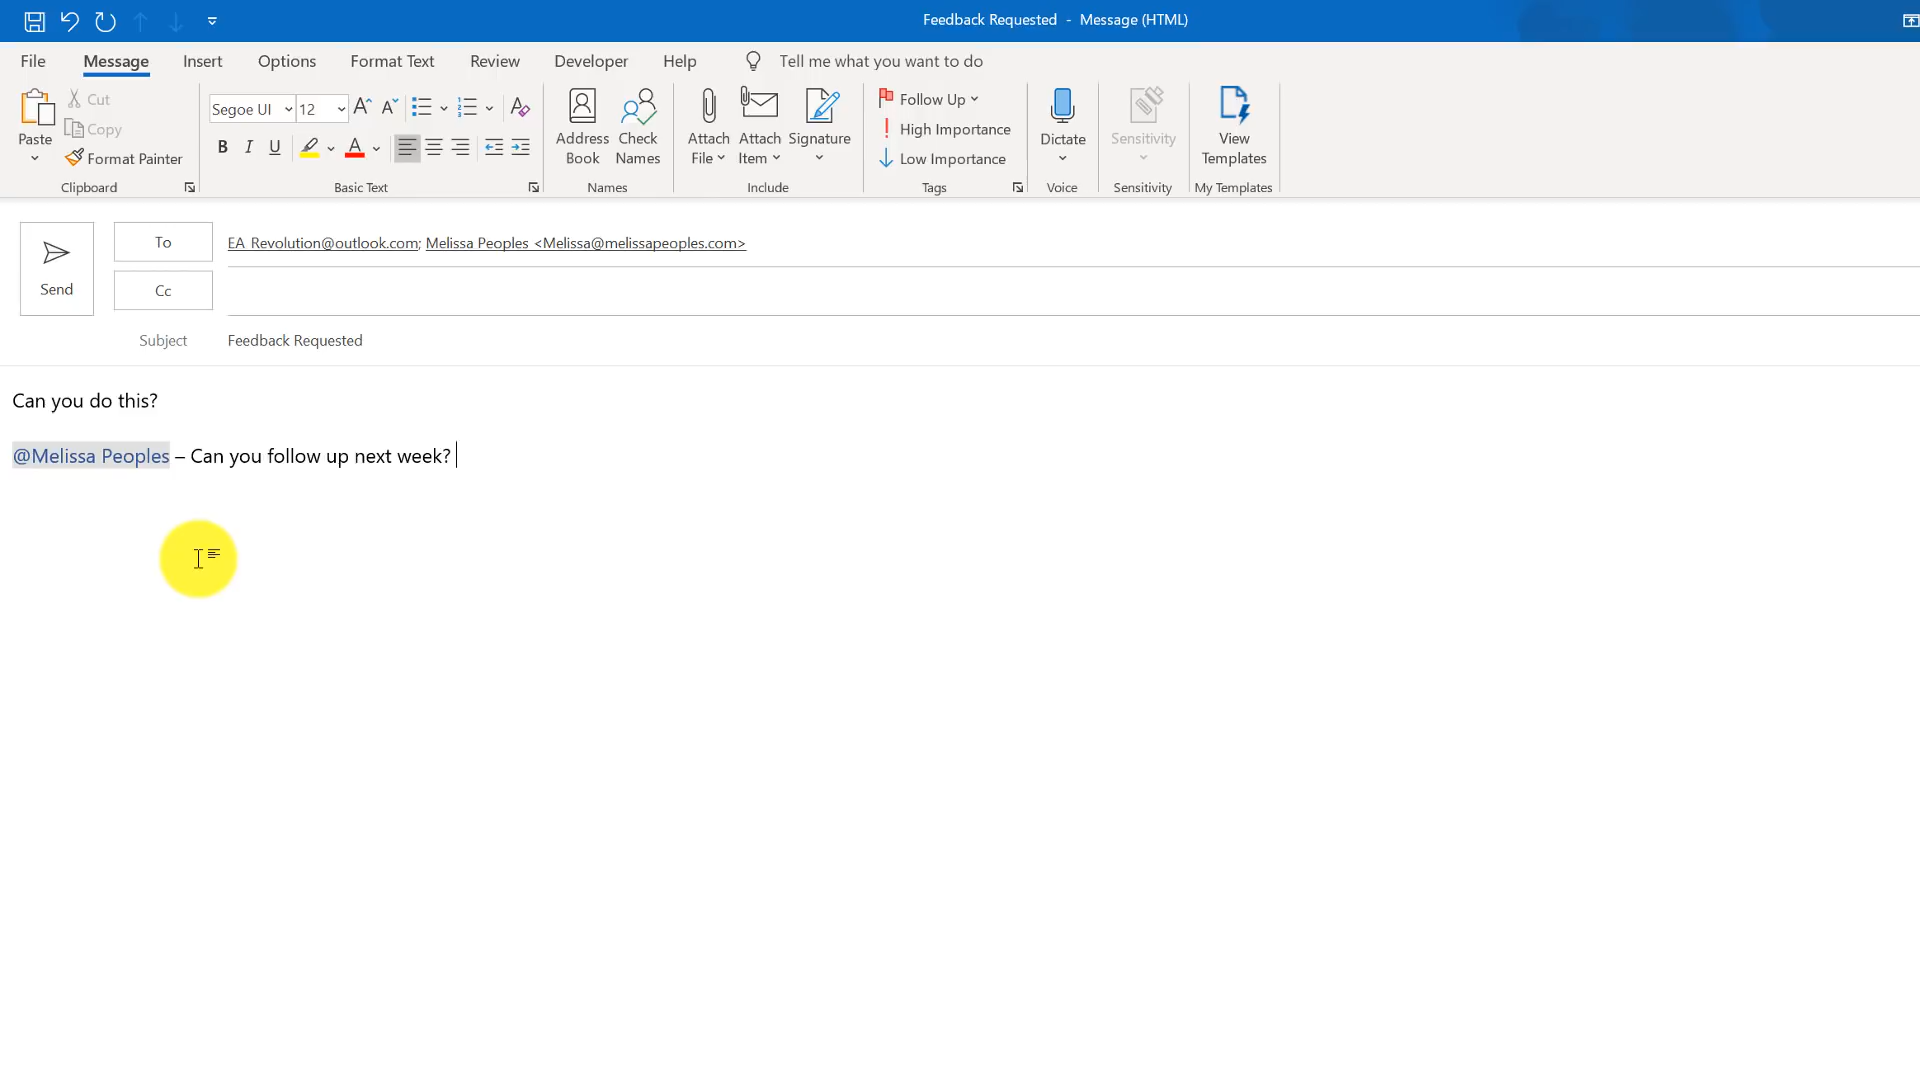 Feedback Requested - Message (HTML)
File Message Insert Options Format Text Review Developer Help Tell me what you want to do
Paste
Cut
Copy
Format Painter
Clipboard
Segoe UI 12
B I U A
Basic Text
Address Book
Check Names
Names
Attach File
Attach Item
Signature
Include
Follow Up
High Importance
Low Importance
Tags
Dictate
Voice
Sensitivity
Sensitivity
View Templates
My Templates
Send
To EA_Revolution@outlook.com; Melissa Peoples <Melissa@melissapeoples.com>
Cc
Subject Feedback Requested
Can you do this?
@Melissa Peoples – Can you follow up next week?